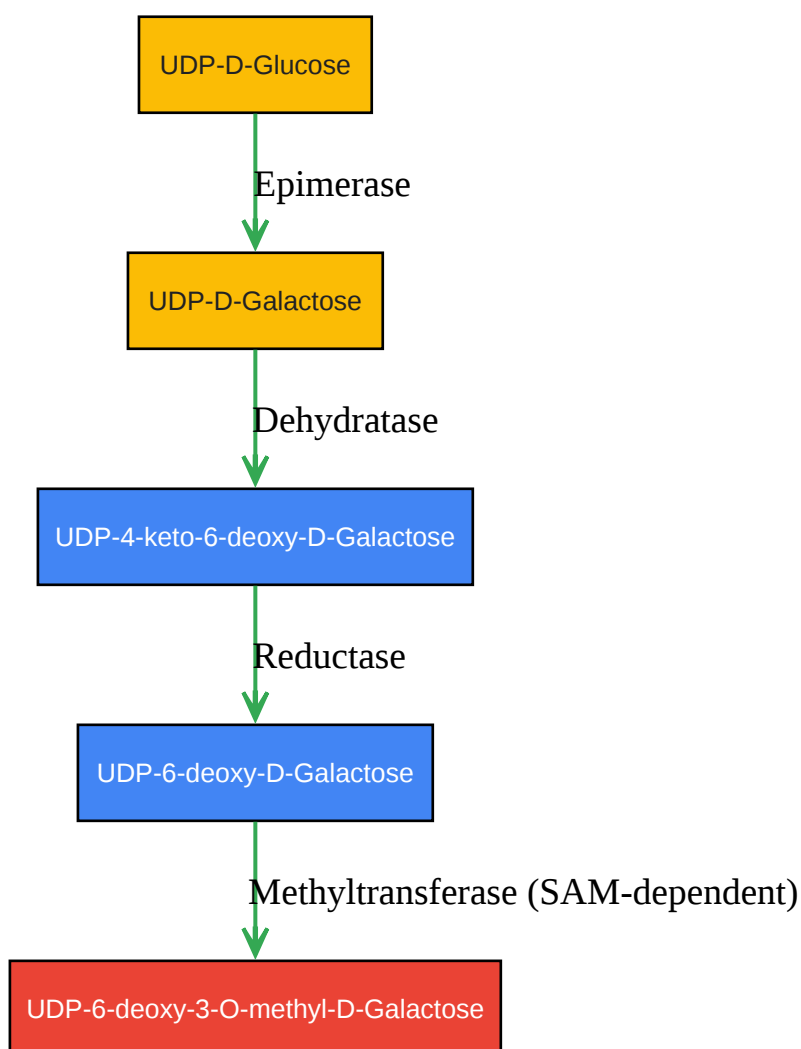 UDP-D-Glucose
Epimerase
UDP-D-Galactose
Dehydratase
UDP-4-keto-6-deoxy-D-Galactose
Reductase
UDP-6-deoxy-D-Galactose
Methyltransferase (SAM-dependent)
UDP-6-deoxy-3-O-methyl-D-Galactose